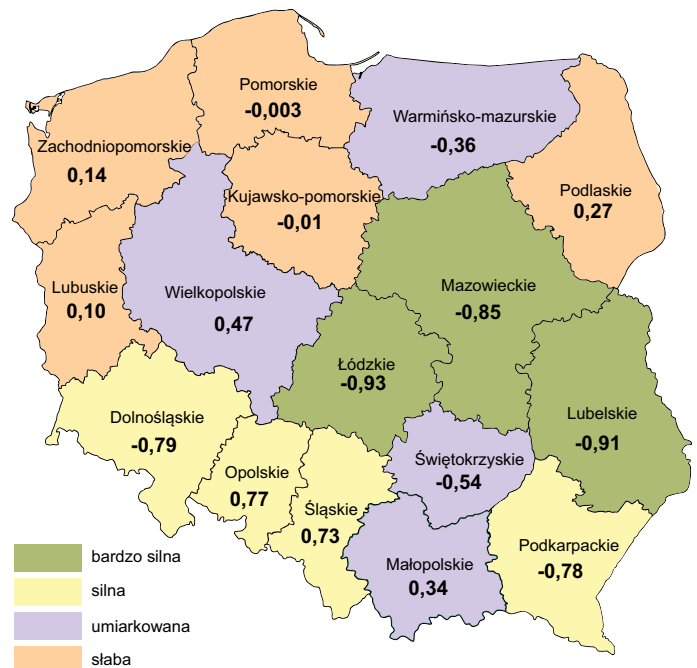 Pomorskie
-0,003
Warmińsko-mazurskie
-0,36
Zachodniopomorskie
0,14
Kujawsko-pomorskie
-0,01
Podlaskie
0,27
Lubuskie
0,10
Wielkopolskie
0,47
Mazowieckie
-0,85
Łódzkie
-0,93
Dolnośląskie
-0,79
Lubelskie
-0,91
Opolskie
0,77
Śląskie
0,73
Świętokrzyskie
-0,54
Małopolskie
0,34
Podkarpackie
-0,78
bardzo silna
silna
umiarkowana
słaba